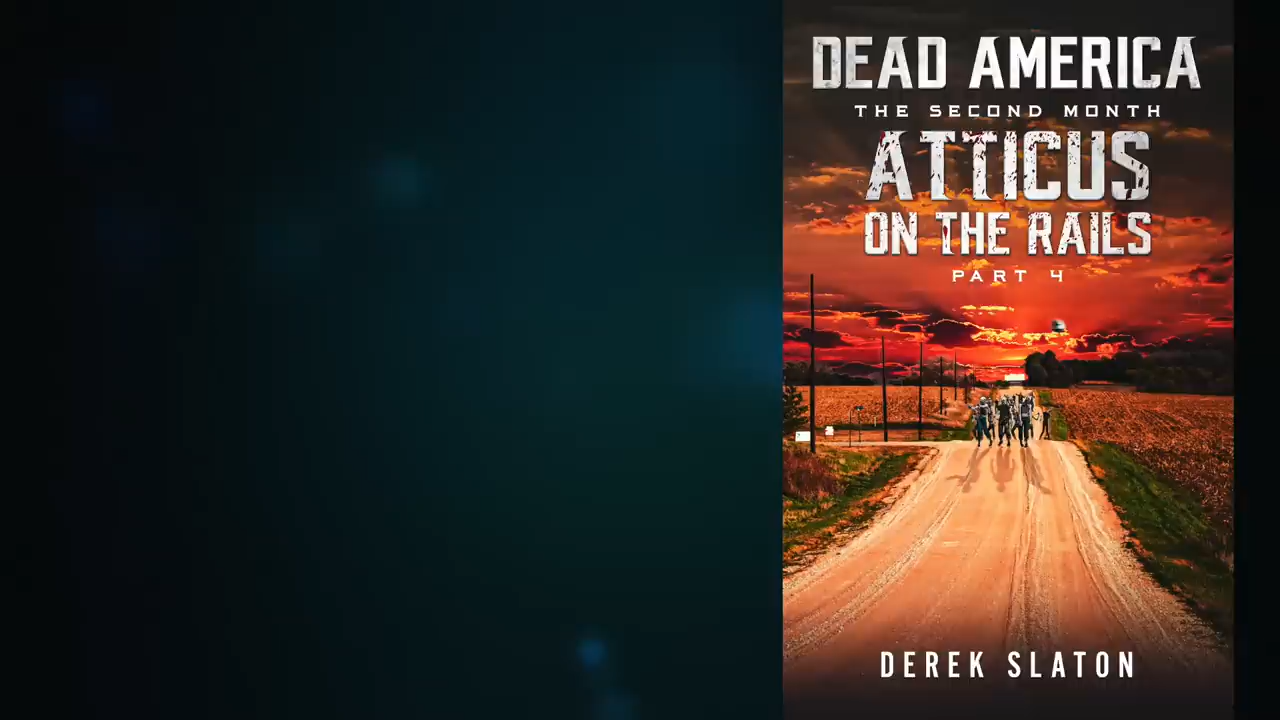 DEAD AMERICA
THE SECOND MONTH
ATTICUS
ON THE RAILS
PART 4
DEREK SLATON